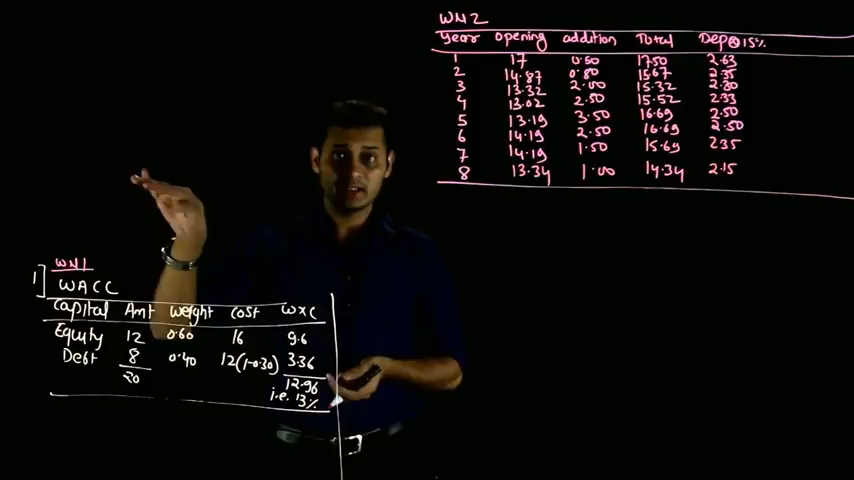 WN2
Year opening addition Total Dep@15%
1 17 0.50 1750 2.63
2 14.87 0.80 15.67 2.35
3 13.32 2.00 15.32 2.30
4 13.02 2.50 15.52 2.33
5 13.19 3.50 16.69 2.50
6 14.19 2.50 16.69 2.50
7 14.19 1.50 15.69 235
8 13.34 1.00 14.34 2.15
WN1
1] WACC
Capital Amt Weight Cost WxC
Equity 12 0.60 16 9.6
Debt 8 0.40 12(1-0.30) 3.36
20 12.96
i.e. 13%